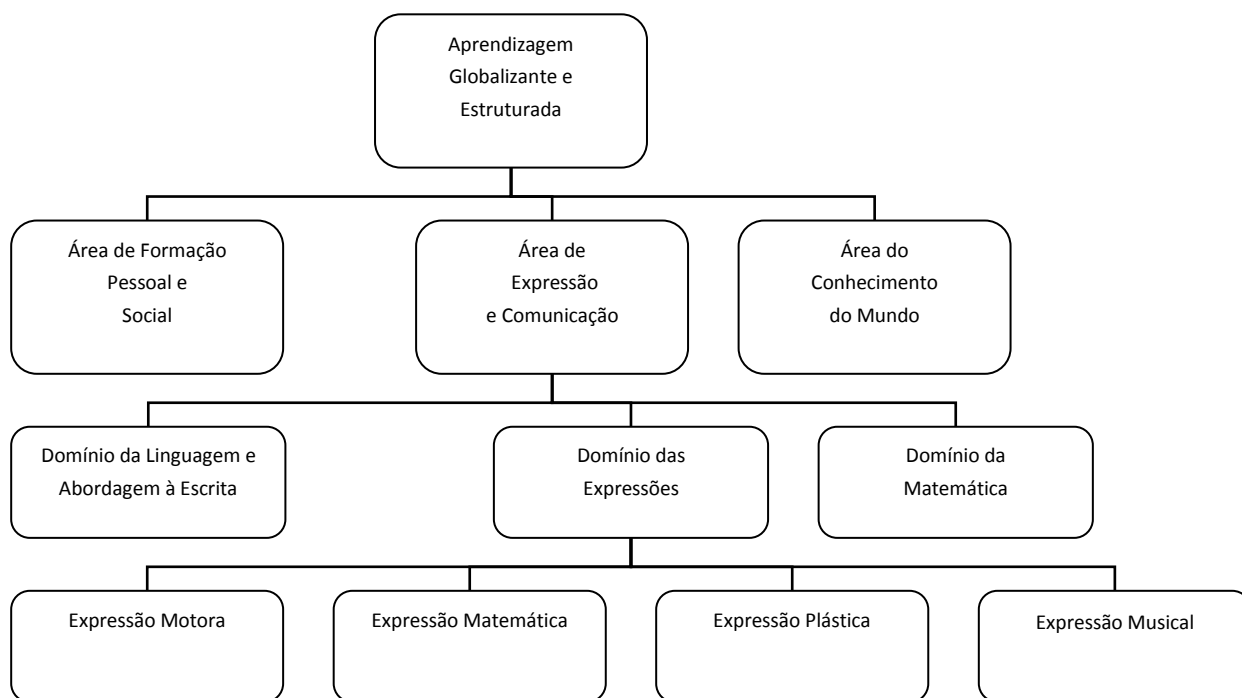 Aprendizagem
Globalizante e
Estruturada
Área de Formação
Pessoal e
Social
Área de
Expressão
e Comunicação
Área do
Conhecimento
do Mundo
Domínio da Linguagem e
Abordagem à Escrita
Domínio das
Expressões
Domínio da
Matemática
Expressão Motora
Expressão Matemática
Expressão Plástica
Expressão Musical